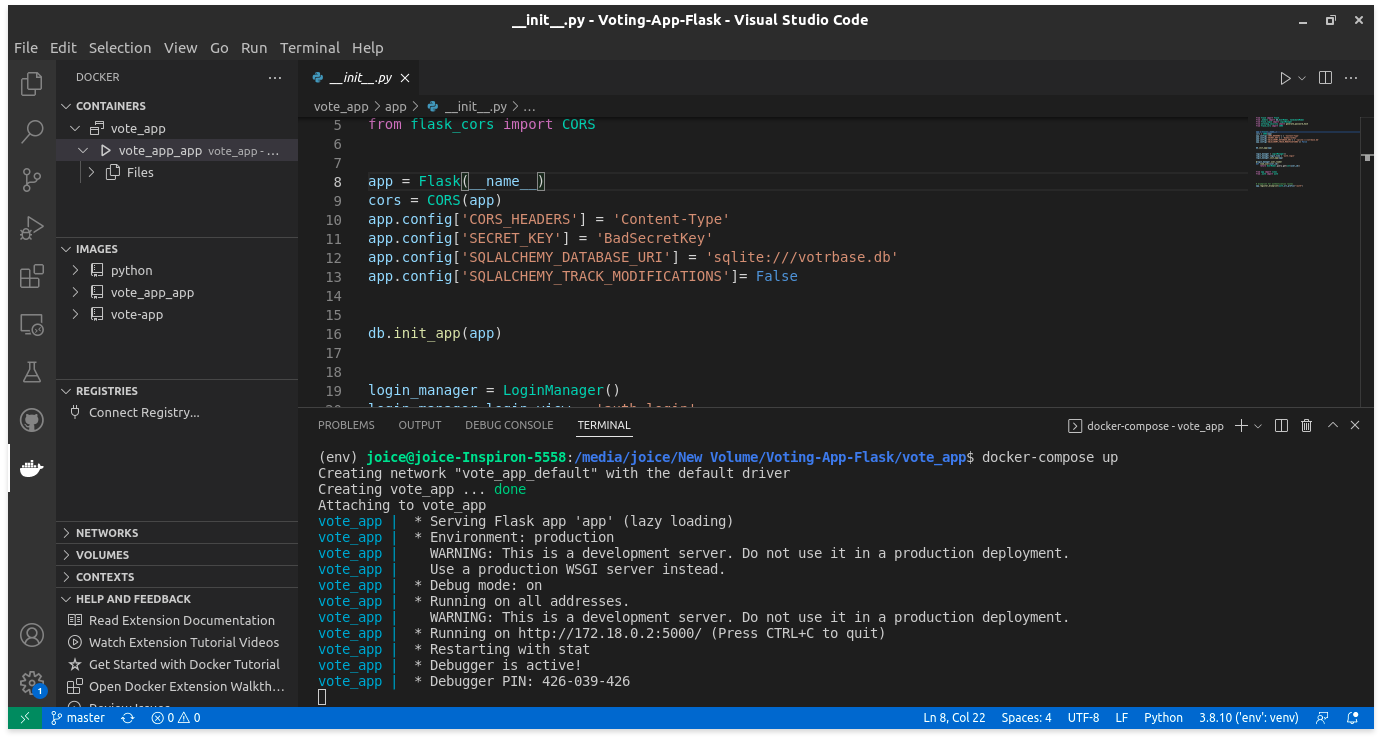 __init__.py - Voting-App-Flask - Visual Studio Code
File Edit Selection View Go Run Terminal Help
DOCKER
CONTAINERS
vote_app
vote_app_app vote_app - ...
Files
IMAGES
python
vote_app_app
vote-app
REGISTRIES
Connect Registry...
NETWORKS
VOLUMES
CONTEXTS
HELP AND FEEDBACK
Read Extension Documentation
Watch Extension Tutorial Videos
Get Started with Docker Tutorial
Open Docker Extension Walkth...
Review Issues
1
__init__.py
vote_app > app > __init__.py > ...
5 from flask_cors import CORS
6
7
8 app = Flask(__name__)
9 cors = CORS(app)
10 app.config['CORS_HEADERS'] = 'Content-Type'
11 app.config['SECRET_KEY'] = 'BadSecretKey'
12 app.config['SQLALCHEMY_DATABASE_URI'] = 'sqlite:///votrbase.db'
13 app.config['SQLALCHEMY_TRACK_MODIFICATIONS']= False
14
15
16 db.init_app(app)
17
18
19 login_manager = LoginManager()
20 login_manager.login_view = 'auth.login'
PROBLEMS OUTPUT DEBUG CONSOLE TERMINAL docker-compose - vote_app
(env) joice@joice-Inspiron-5558:/media/joice/New Volume/Voting-App-Flask/vote_app$ docker-compose up
Creating network "vote_app_default" with the default driver
Creating vote_app ... done
Attaching to vote_app
vote_app | * Serving Flask app 'app' (lazy loading)
vote_app | * Environment: production
vote_app | WARNING: This is a development server. Do not use it in a production deployment.
vote_app | Use a production WSGI server instead.
vote_app | * Debug mode: on
vote_app | * Running on all addresses.
vote_app | WARNING: This is a development server. Do not use it in a production deployment.
vote_app | * Running on http://172.18.0.2:5000/ (Press CTRL+C to quit)
vote_app | * Restarting with stat
vote_app | * Debugger is active!
vote_app | * Debugger PIN: 426-039-426
master 0 0 Ln 8, Col 22 Spaces: 4 UTF-8 LF Python 3.8.10 ('env': venv)